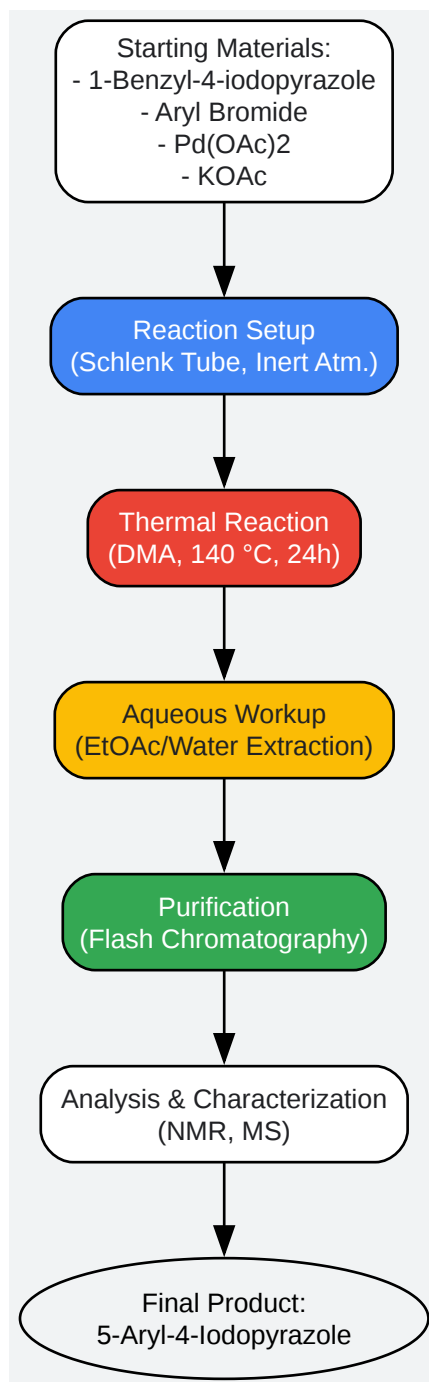 Starting Materials:
- 1-Benzyl-4-iodopyrazole
- Aryl Bromide
- Pd(OAc)2
- KOAc
Reaction Setup
(Schlenk Tube, Inert Atm.)
Thermal Reaction
(DMA, 140 °C, 24h)
Aqueous Workup
(EtOAc/Water Extraction)
Purification
(Flash Chromatography)
Analysis & Characterization
(NMR, MS)
Final Product:
5-Aryl-4-Iodopyrazole